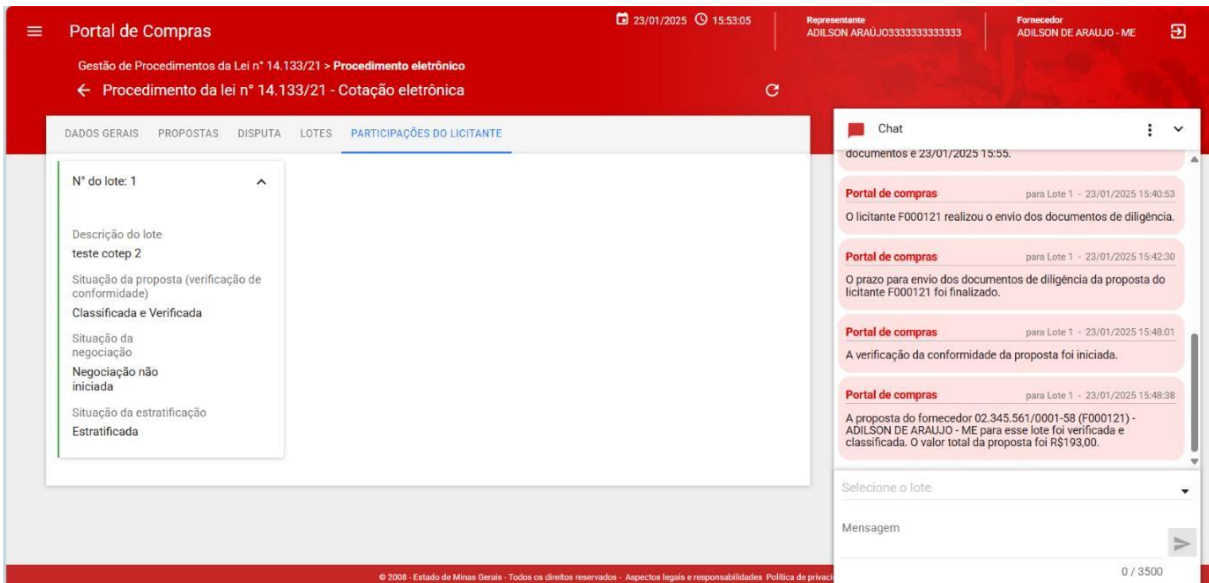 Portal de Compras
23/01/2025 15:53:05
Representante
ADILSON ARAÚJO3333333333333
Fornecedor
ADILSON DE ARAUJO - ME
Gestão de Procedimentos da Lei n° 14.133/21 > Procedimento eletrônico
Procedimento da lei n° 14.133/21 - Cotação eletrônica
DADOS GERAIS PROPOSTAS DISPUTA LOTES PARTICIPAÇÕES DO LICITANTE
N° do lote: 1
Descrição do lote
teste cotep 2
Situação da proposta (verificação de
conformidade)
Classificada e Verificada
Situação da
negociação
Negociação não
iniciada
Situação da estratificação
Estratificada
Chat
documentos é 23/01/2025 15:55.
Portal de compras para Lote 1 - 23/01/2025 15:40:53
O licitante F000121 realizou o envio dos documentos de diligência.
Portal de compras para Lote 1 - 23/01/2025 15:42:30
O prazo para envio dos documentos de diligência da proposta do
licitante F000121 foi finalizado.
Portal de compras para Lote 1 - 23/01/2025 15:48:01
A verificação da conformidade da proposta foi iniciada.
Portal de compras para Lote 1 - 23/01/2025 15:48:38
A proposta do fornecedor 02.345.561/0001-58 (F000121) -
ADILSON DE ARAUJO - ME para esse lote foi verificada e
classificada. O valor total da proposta foi R$193,00.
Selecione o lote
Mensagem
0 / 3500
© 2008 - Estado de Minas Gerais - Todos os direitos reservados - Aspectos legais e responsabilidades Política de privaci